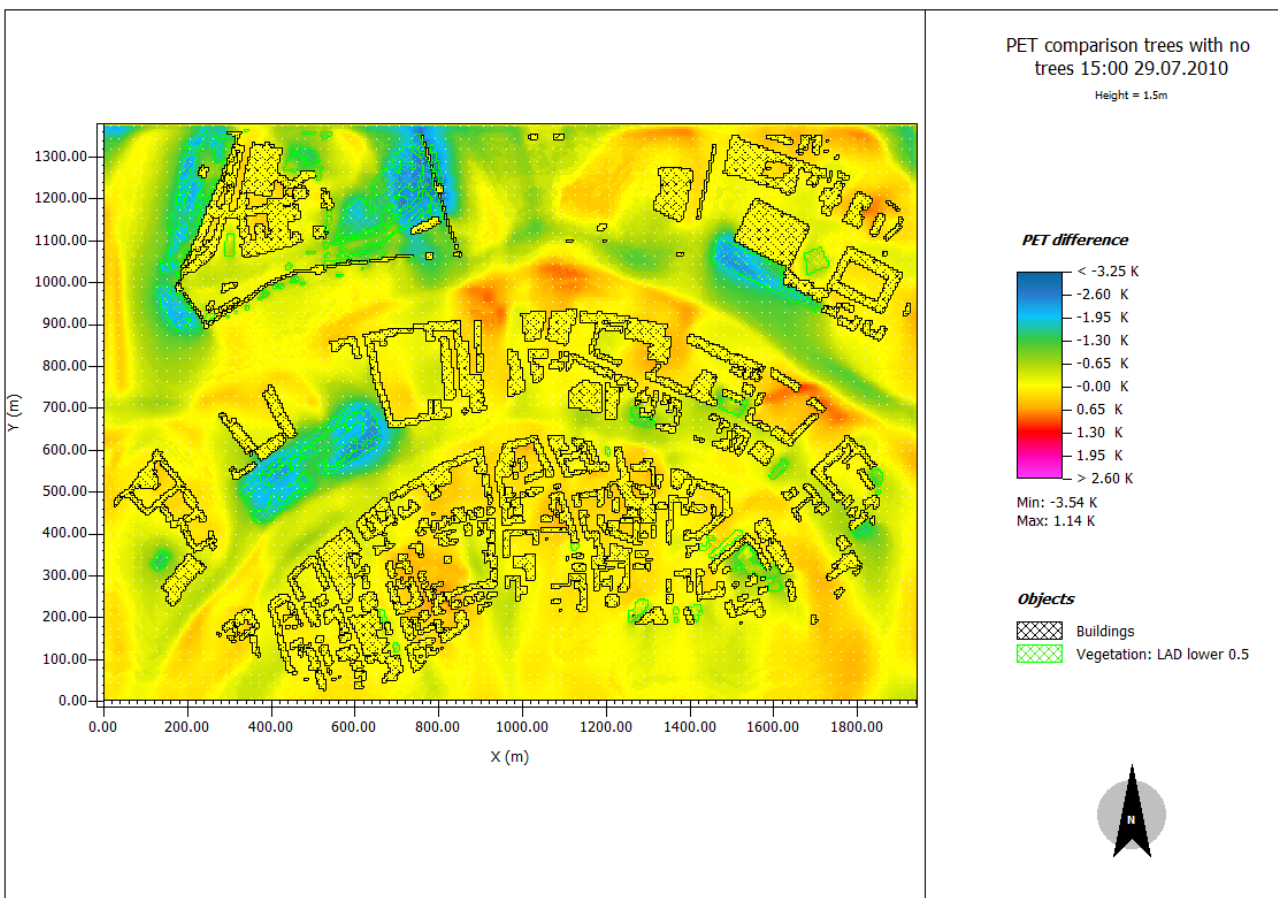 PET comparison trees with no
trees 15:00 29.07.2010
Height = 1.5m
1300.00
1200.00
1100.00
1000.00
900.00
800.00
700.00
600.00
500.00
400.00
300.00
200.00
100.00
0.00
Y (m)
0.00 200.00 400.00 600.00 800.00 1000.00 1200.00 1400.00 1600.00 1800.00
X (m)
PET difference
< -3.25 K
-2.60 K
-1.95 K
-1.30 K
-0.65 K
-0.00 K
0.65 K
1.30 K
1.95 K
> 2.60 K
Min: -3.54 K
Max: 1.14 K
Objects
Buildings
Vegetation: LAD lower 0.5
N